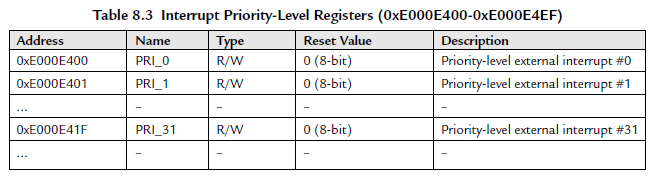 Table 8.3 Interrupt Priority-Level Registers (0xE000E400-0xE000E4EF)
Address Name Type Reset Value Description
0xE000E400 PRI_0 R/W 0 (8-bit) Priority-level external interrupt #0
0xE000E401 PRI_1 R/W 0 (8-bit) Priority-level external interrupt #1
... – – – –
0xE000E41F PRI_31 R/W 0 (8-bit) Priority-level external interrupt #31
... – – – –